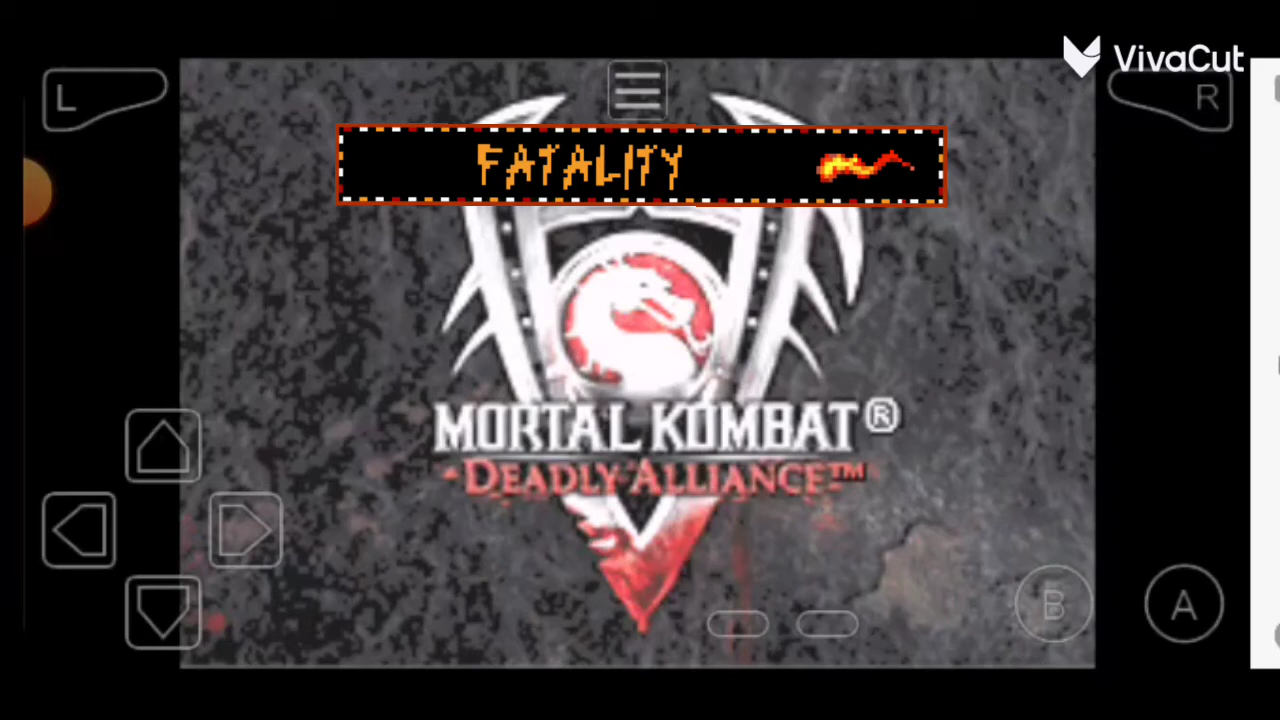 VivaCut
L
R
FATALITY
MORTAL KOMBAT®
DEADLY ALLIANCE™
B
A